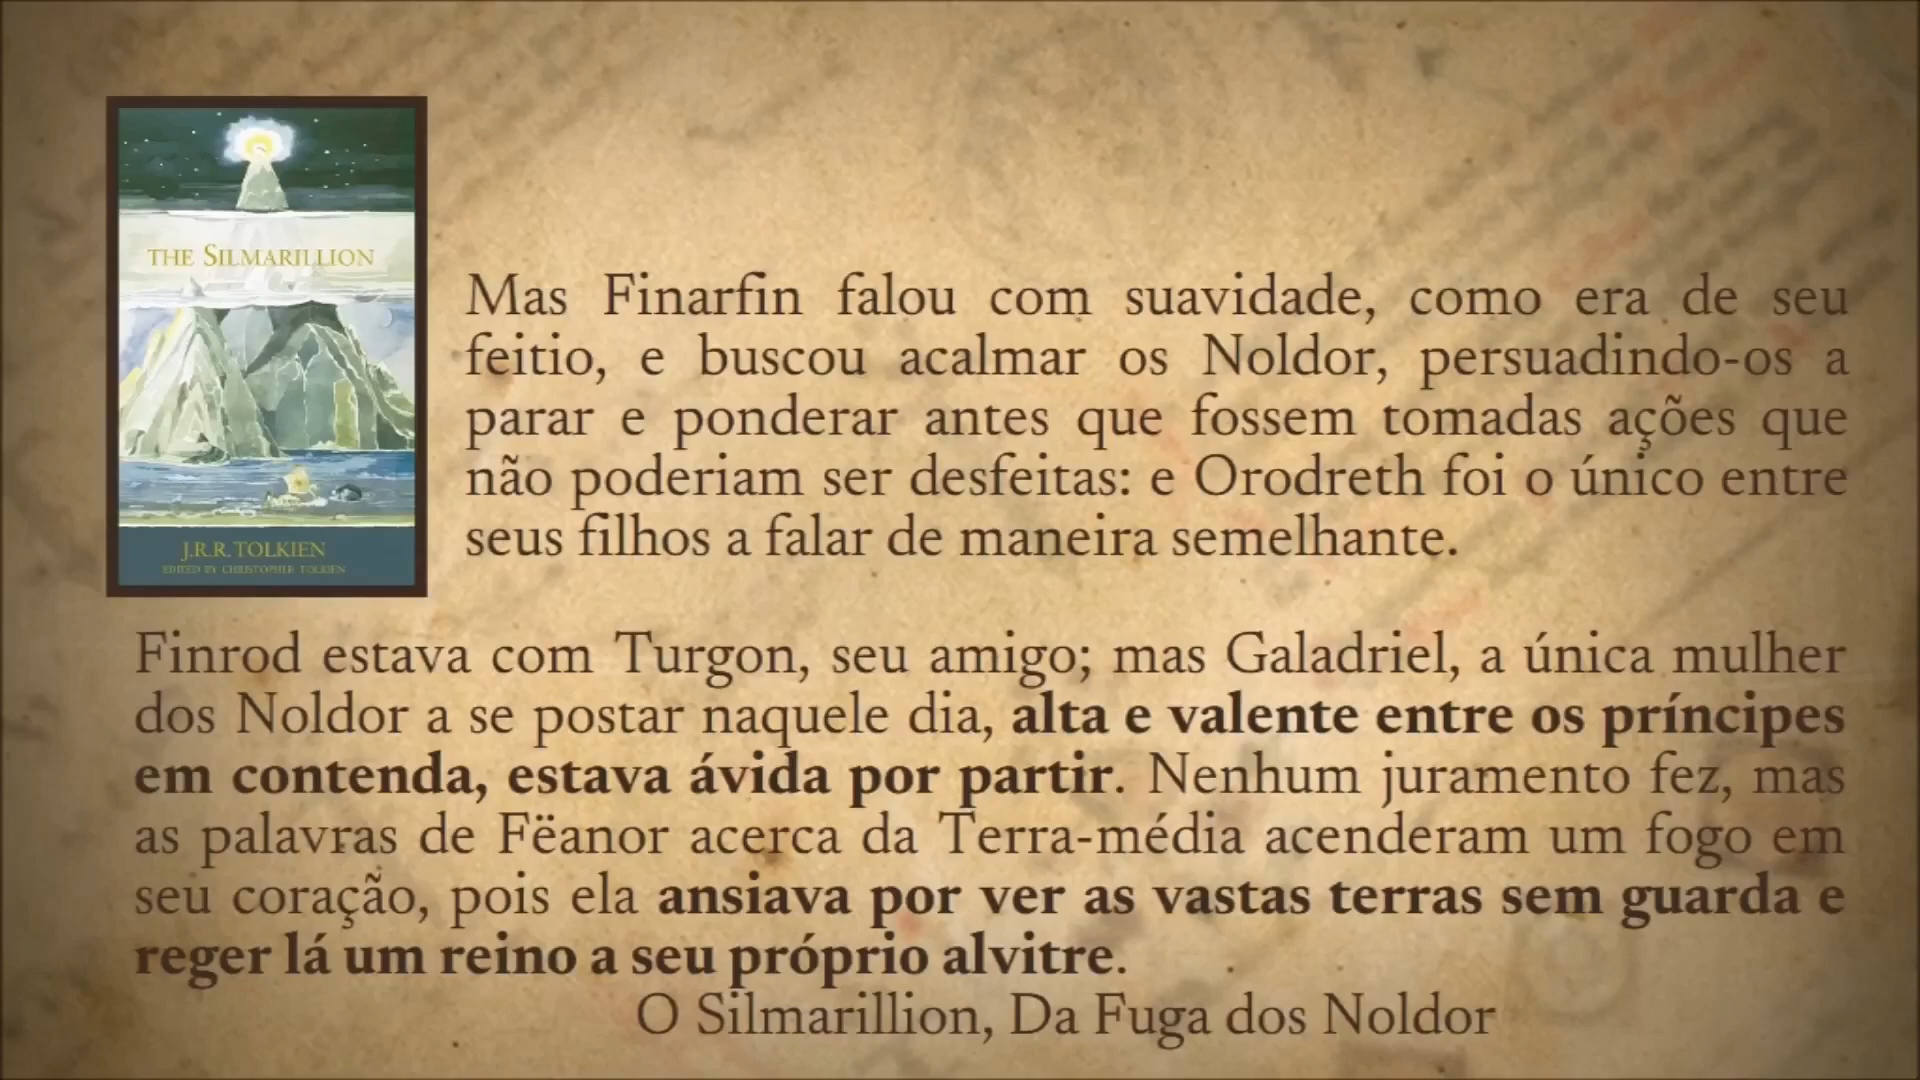 THE SILMARILLION
J.R.R. TOLKIEN
EDITED BY CHRISTOPHER TOLKIEN
Mas Finarfin falou com suavidade, como era de seu
feitio, e buscou acalmar os Noldor, persuadindo-os a
parar e ponderar antes que fossem tomadas ações que
não poderiam ser desfeitas: e Orodreth foi o único entre
seus filhos a falar de maneira semelhante.
Finrod estava com Turgon, seu amigo; mas Galadriel, a única mulher
dos Noldor a se postar naquele dia, alta e valente entre os príncipes
em contenda, estava ávida por partir. Nenhum juramento fez, mas
as palavras de Fëanor acerca da Terra-média acenderam um fogo em
seu coração, pois ela ansiava por ver as vastas terras sem guarda e
reger lá um reino a seu próprio alvitre.
O Silmarillion, Da Fuga dos Noldor